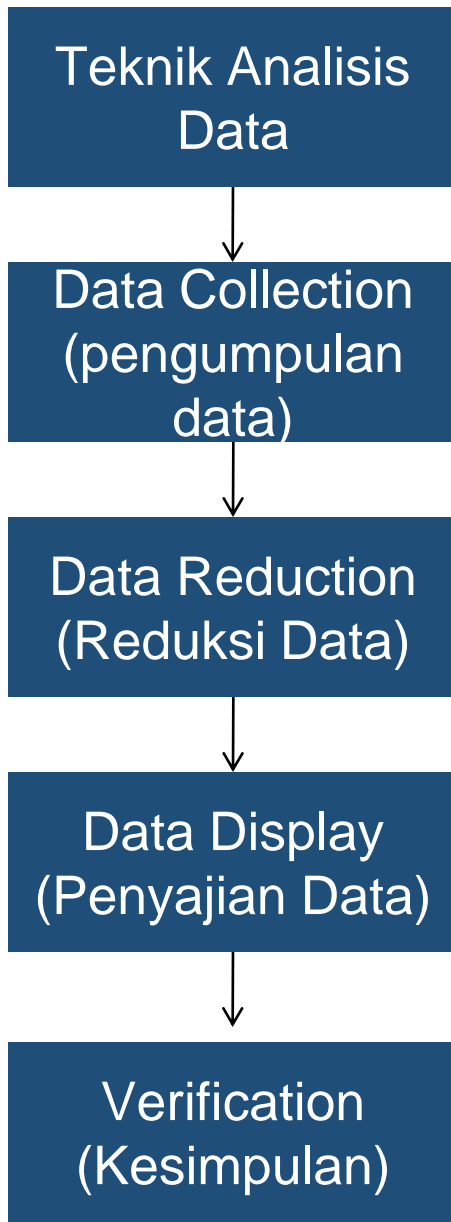 Teknik Analisis
Data
Data Collection
(pengumpulan
data)
Data Reduction
(Reduksi Data)
Data Display
(Penyajian Data)
Verification
(Kesimpulan)